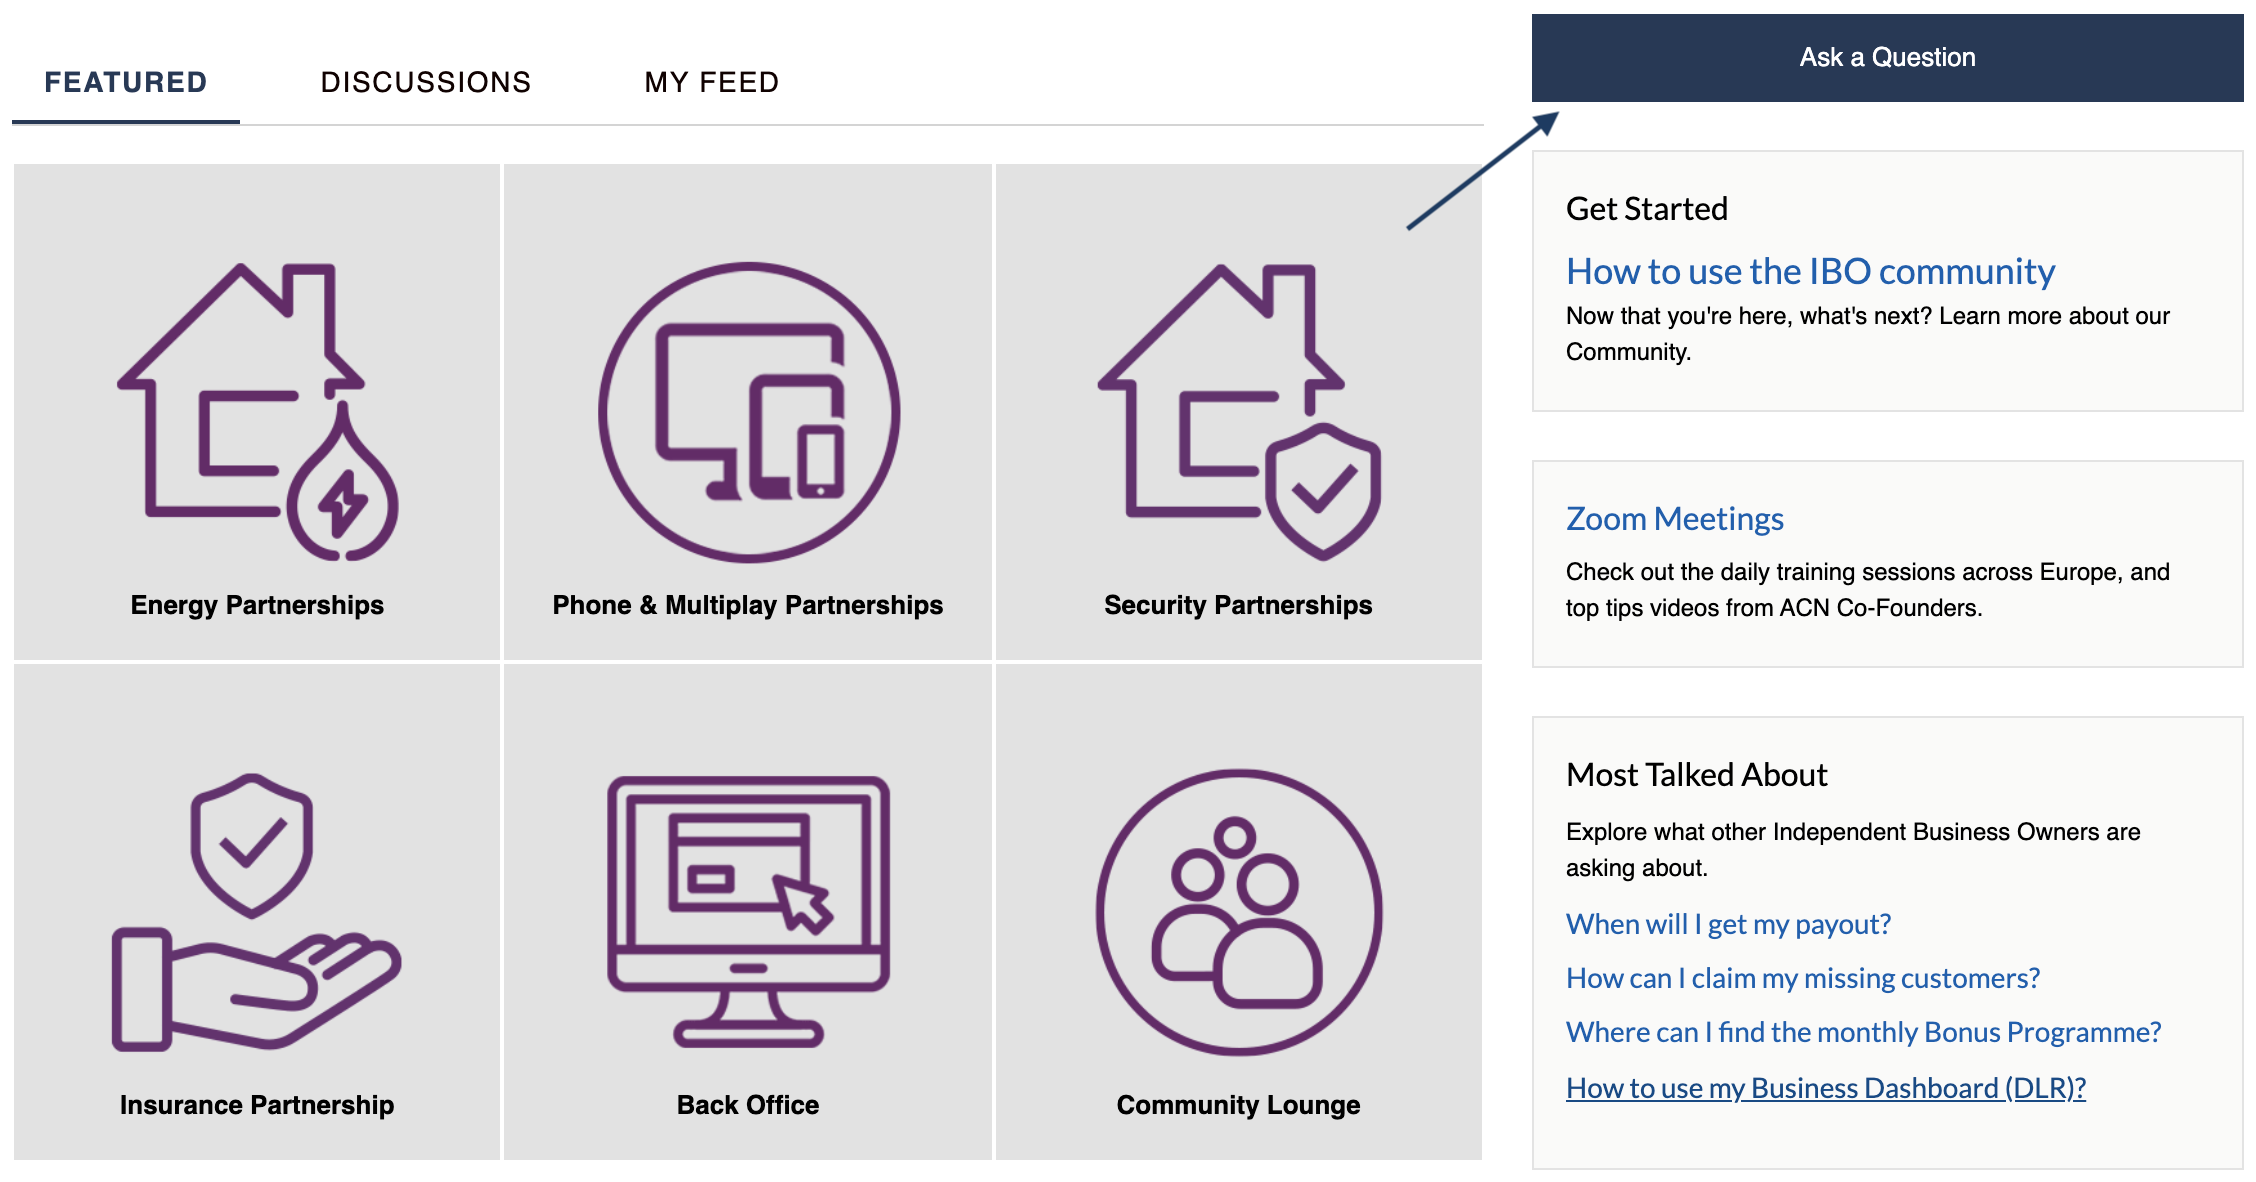 FEATURED
DISCUSSIONS
MY FEED
Energy Partnerships
Phone & Multiplay Partnerships
Security Partnerships
Insurance Partnership
Back Office
Community Lounge
Ask a Question
Get Started
How to use the IBO community
Now that you're here, what's next? Learn more about our
Community.
Zoom Meetings
Check out the daily training sessions across Europe, and
top tips videos from ACN Co-Founders.
Most Talked About
Explore what other Independent Business Owners are
asking about.
When will I get my payout?
How can I claim my missing customers?
Where can I find the monthly Bonus Programme?
How to use my Business Dashboard (DLR)?